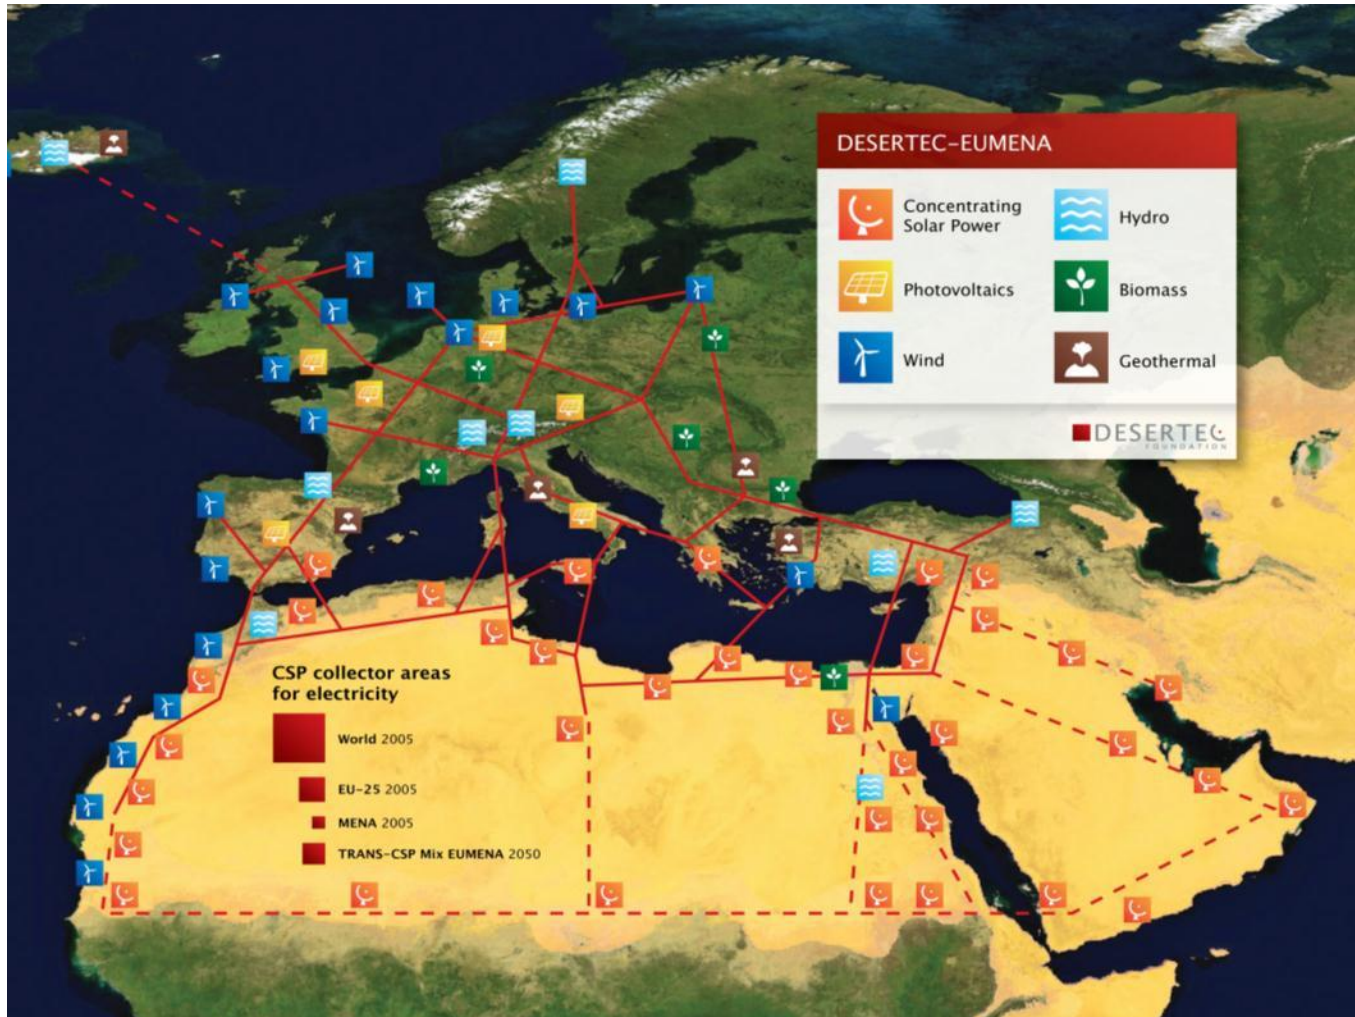 DESERTEC–EUMENA
Concentrating
Solar Power
Hydro
Photovoltaics
Biomass
Wind
Geothermal
DESERTEC
FOUNDATION
CSP collector areas
for electricity
World 2005
EU–25 2005
MENA 2005
TRANS–CSP Mix EUMENA 2050